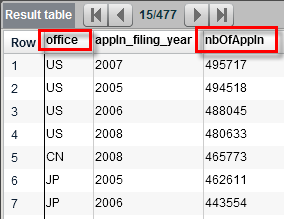 Result table 15/477
Row office appln_filing_year nbOfAppln
1 US 2007 495717
2 US 2005 494518
3 US 2006 488045
4 US 2008 480633
5 CN 2008 465773
6 JP 2005 462611
7 JP 2006 443554